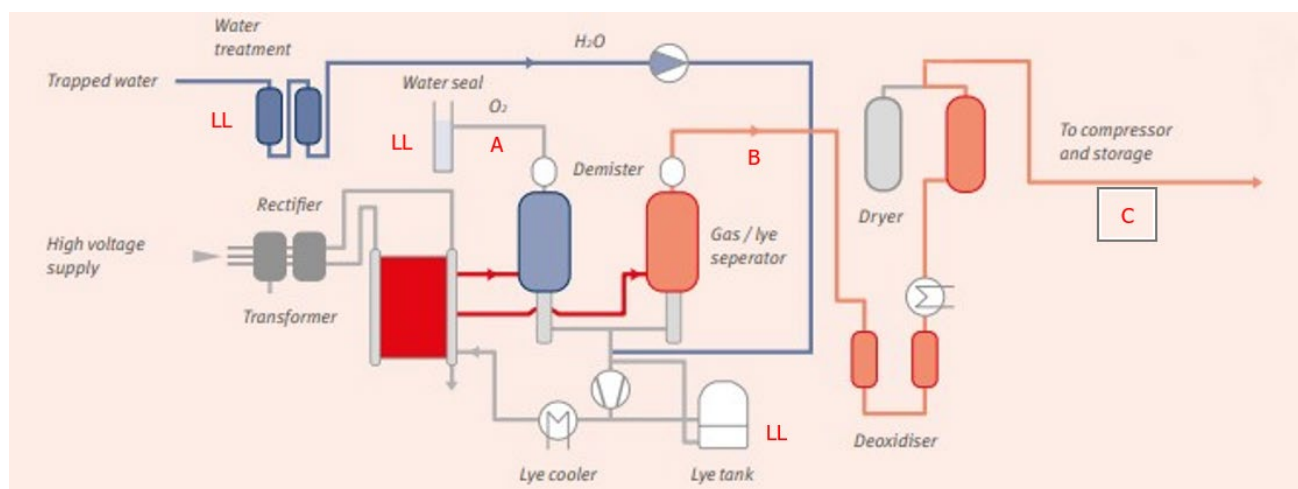 Water
treatment
H₂O
Trapped water
Water seal
O₂
LL
LL
A
B
To compressor
and storage
Demister
Dryer
C
Rectifier
High voltage
supply
Gas / lye
seperator
Transformer
LL
Deoxidiser
Lye cooler
Lye tank